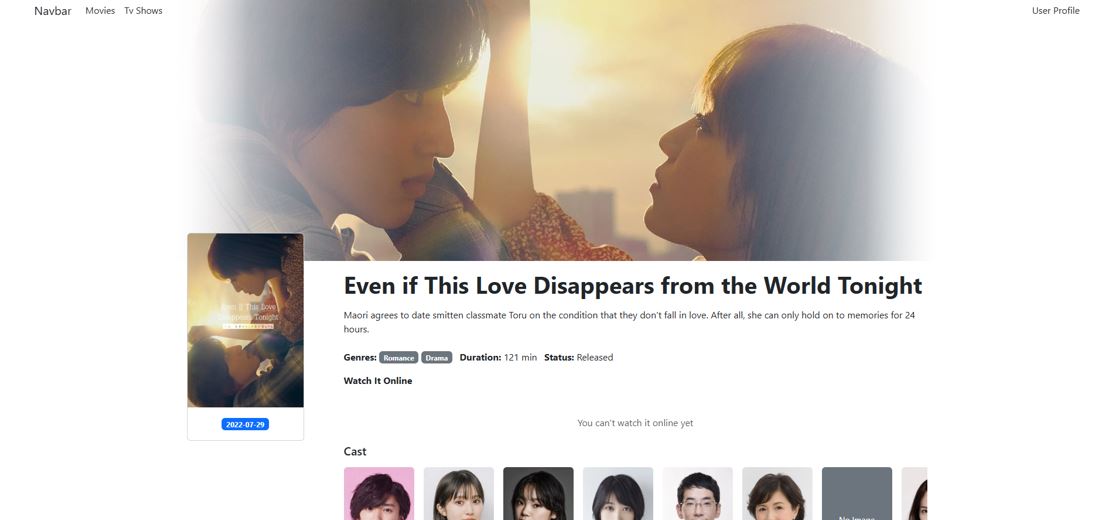 Navbar Movies Tv Shows User Profile
Even if This Love Disappears from the World Tonight
Maori agrees to date smitten classmate Toru on the condition that they don't fall in love. After all, she can only hold on to memories for 24
hours.
Genres: Romance Drama Duration: 121 min Status: Released
Watch It Online
You can't watch it online yet
Even If This Love
Disappears Tonight
2022-07-29
Cast
No Image